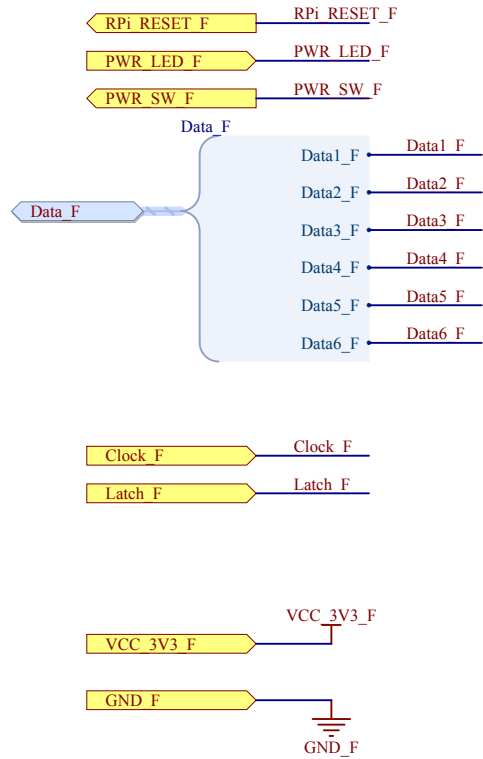 RPi_RESET_F RPi_RESET_F
PWR_LED_F PWR_LED_F
PWR_SW_F PWR_SW_F
Data_F
Data_F
Data1_F Data1_F
Data2_F Data2_F
Data3_F Data3_F
Data4_F Data4_F
Data5_F Data5_F
Data6_F Data6_F
Clock_F Clock_F
Latch_F Latch_F
VCC_3V3_F
VCC_3V3_F
GND_F
GND_F